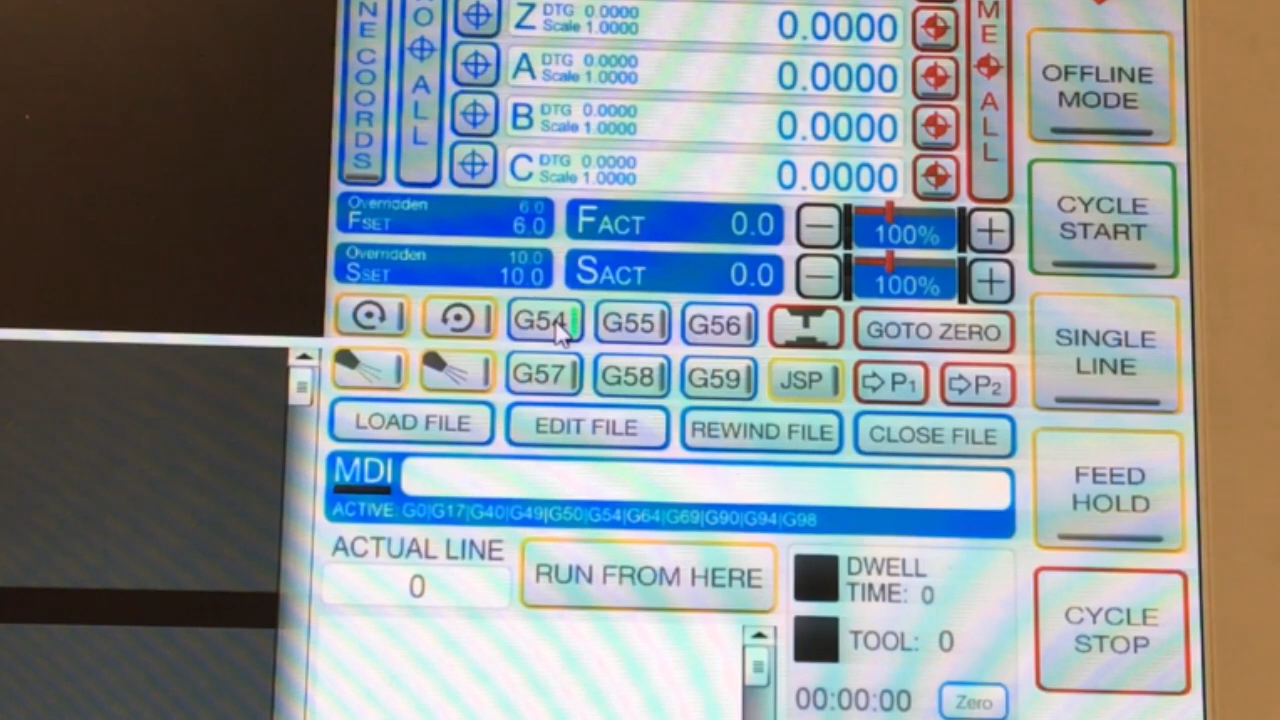 Z DTG 0.0000 Scale 1.0000 0.0000
A DTG 0.0000 Scale 1.0000 0.0000
B DTG 0.0000 Scale 1.0000 0.0000
C DTG 0.0000 Scale 1.0000 0.0000
COORDS
ALL
ALL
OFFLINE
MODE
Overridden 6.0
FSET 6.0
FACT 0.0
100%
CYCLE
START
Overridden 10.0
SSET 10.0
SACT 0.0
100%
G54 G55 G56 GOTO ZERO
SINGLE
LINE
G57 G58 G59 JSP P1 P2
LOAD FILE EDIT FILE REWIND FILE CLOSE FILE
MDI
ACTIVE: G0|G17|G40|G49|G50|G54|G64|G69|G90|G94|G98
FEED
HOLD
ACTUAL LINE
0
RUN FROM HERE
DWELL
TIME: 0
TOOL: 0
00:00:00 Zero
CYCLE
STOP